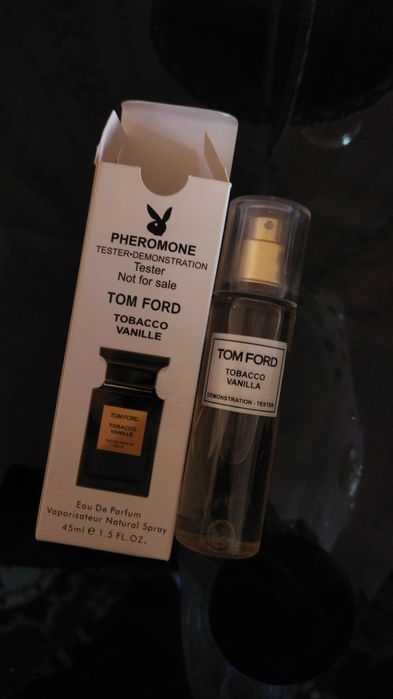 PHEROMONE
TESTER•DEMONSTRATION
Tester
Not for sale
TOM FORD
TOBACCO
VANILLE
TOM FORD
TOBACCO
VANILLE
Eau De Parfum
Vaporisateur Natural Spray
45ml e 1.5 FL.OZ.
TOM FORD
TOBACCO
VANILLA
DÉMONSTRATION - TESTER